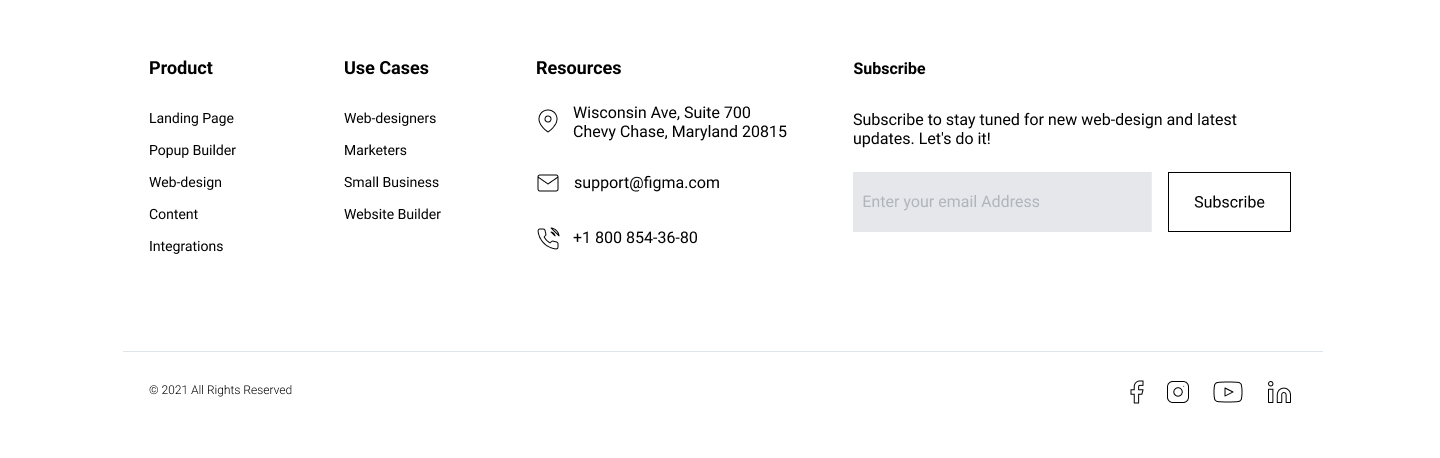 Product
Landing Page
Popup Builder
Web-design
Content
Integrations
Use Cases
Web-designers
Marketers
Small Business
Website Builder
Resources
Wisconsin Ave, Suite 700
Chevy Chase, Maryland 20815
support@figma.com
+1 800 854-36-80
Subscribe
Subscribe to stay tuned for new web-design and latest
updates. Let's do it!
Enter your email Address
Subscribe
© 2021 All Rights Reserved